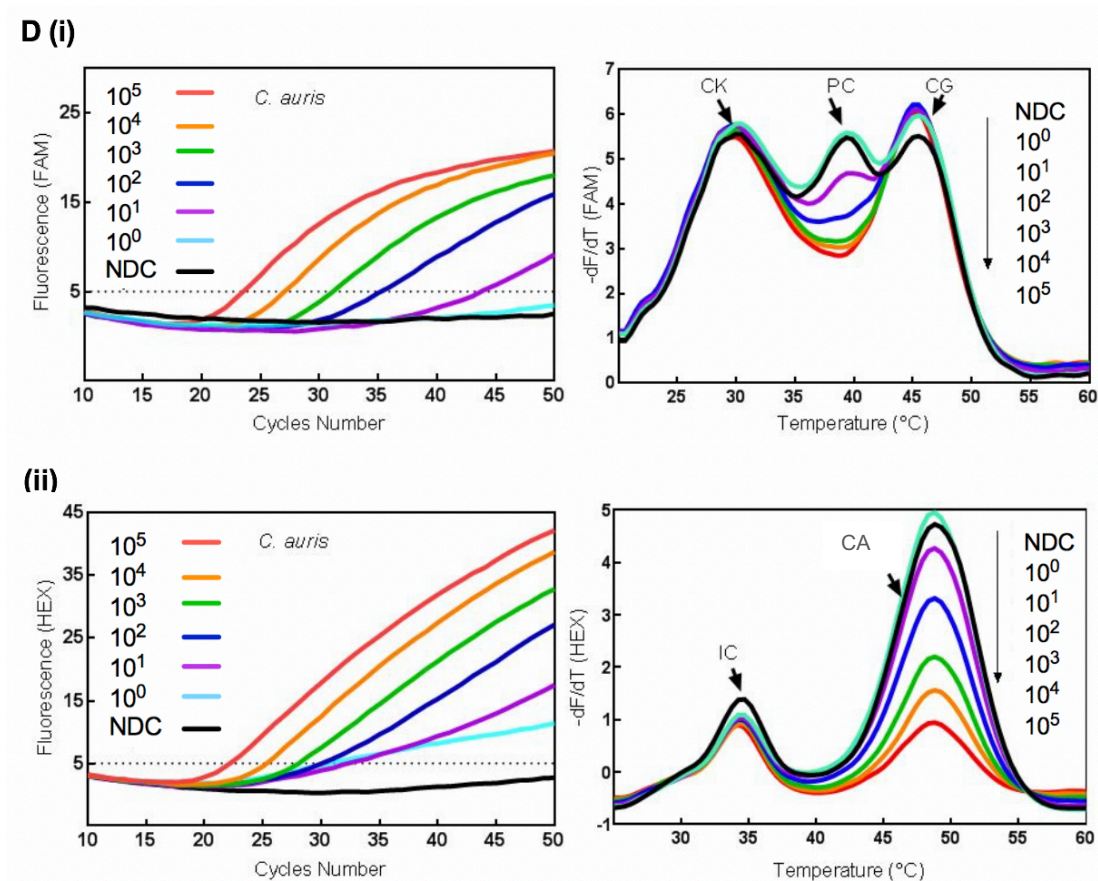 D (i)
Fluorescence (FAM)
25
15
5
10⁵
10⁴
10³
10²
10¹
10⁰
NDC
C. auris
10 15 20 25 30 35 40 45 50
Cycles Number
-dF/dT (FAM)
7
6
5
4
3
2
1
0
CK PC CG
NDC
10⁰
10¹
10²
10³
10⁴
10⁵
25 30 35 40 45 50 55 60
Temperature (°C)
(ii)
Fluorescence (HEX)
45
35
25
15
5
10⁵
10⁴
10³
10²
10¹
10⁰
NDC
C. auris
10 15 20 25 30 35 40 45 50
Cycles Number
-dF/dT (HEX)
5
4
3
2
1
0
-1
CA
IC
NDC
10⁰
10¹
10²
10³
10⁴
10⁵
30 35 40 45 50 55 60
Temperature (°C)